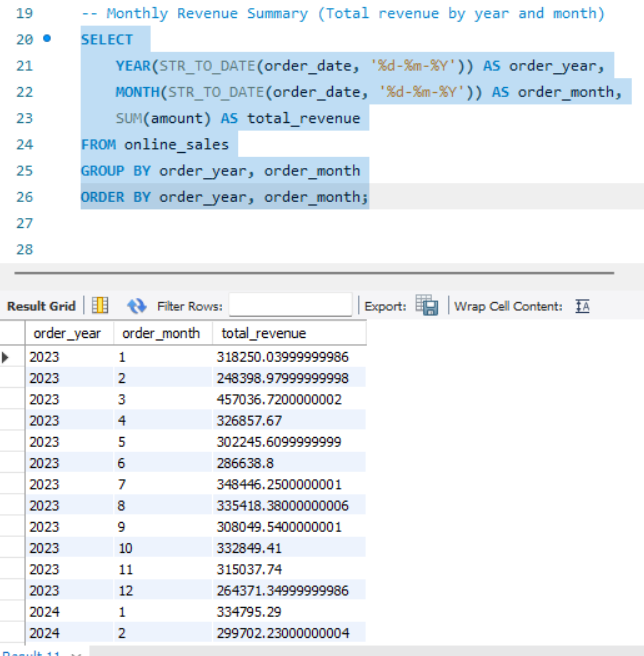 19 -- Monthly Revenue Summary (Total revenue by year and month)
20 SELECT
21 YEAR(STR_TO_DATE(order_date, '%d-%m-%Y')) AS order_year,
22 MONTH(STR_TO_DATE(order_date, '%d-%m-%Y')) AS order_month,
23 SUM(amount) AS total_revenue
24 FROM online_sales
25 GROUP BY order_year, order_month
26 ORDER BY order_year, order_month;
27
28
Result Grid Filter Rows: Export: Wrap Cell Content: IA
order_year order_month total_revenue
2023 1 318250.03999999986
2023 2 248398.97999999998
2023 3 457036.7200000002
2023 4 326857.67
2023 5 302245.6099999999
2023 6 286638.8
2023 7 348446.2500000001
2023 8 335418.38000000006
2023 9 308049.5400000001
2023 10 332849.41
2023 11 315037.74
2023 12 264371.34999999986
2024 1 334795.29
2024 2 299702.23000000004
Result 11